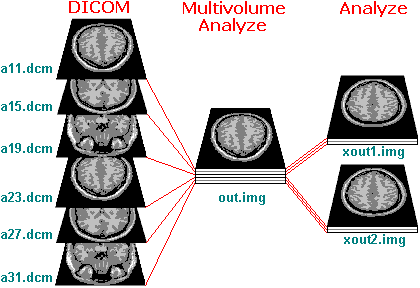 DICOM
Multivolume
Analyze
Analyze
a11.dcm
a15.dcm
a19.dcm
a23.dcm
a27.dcm
a31.dcm
out.img
xout1.img
xout2.img